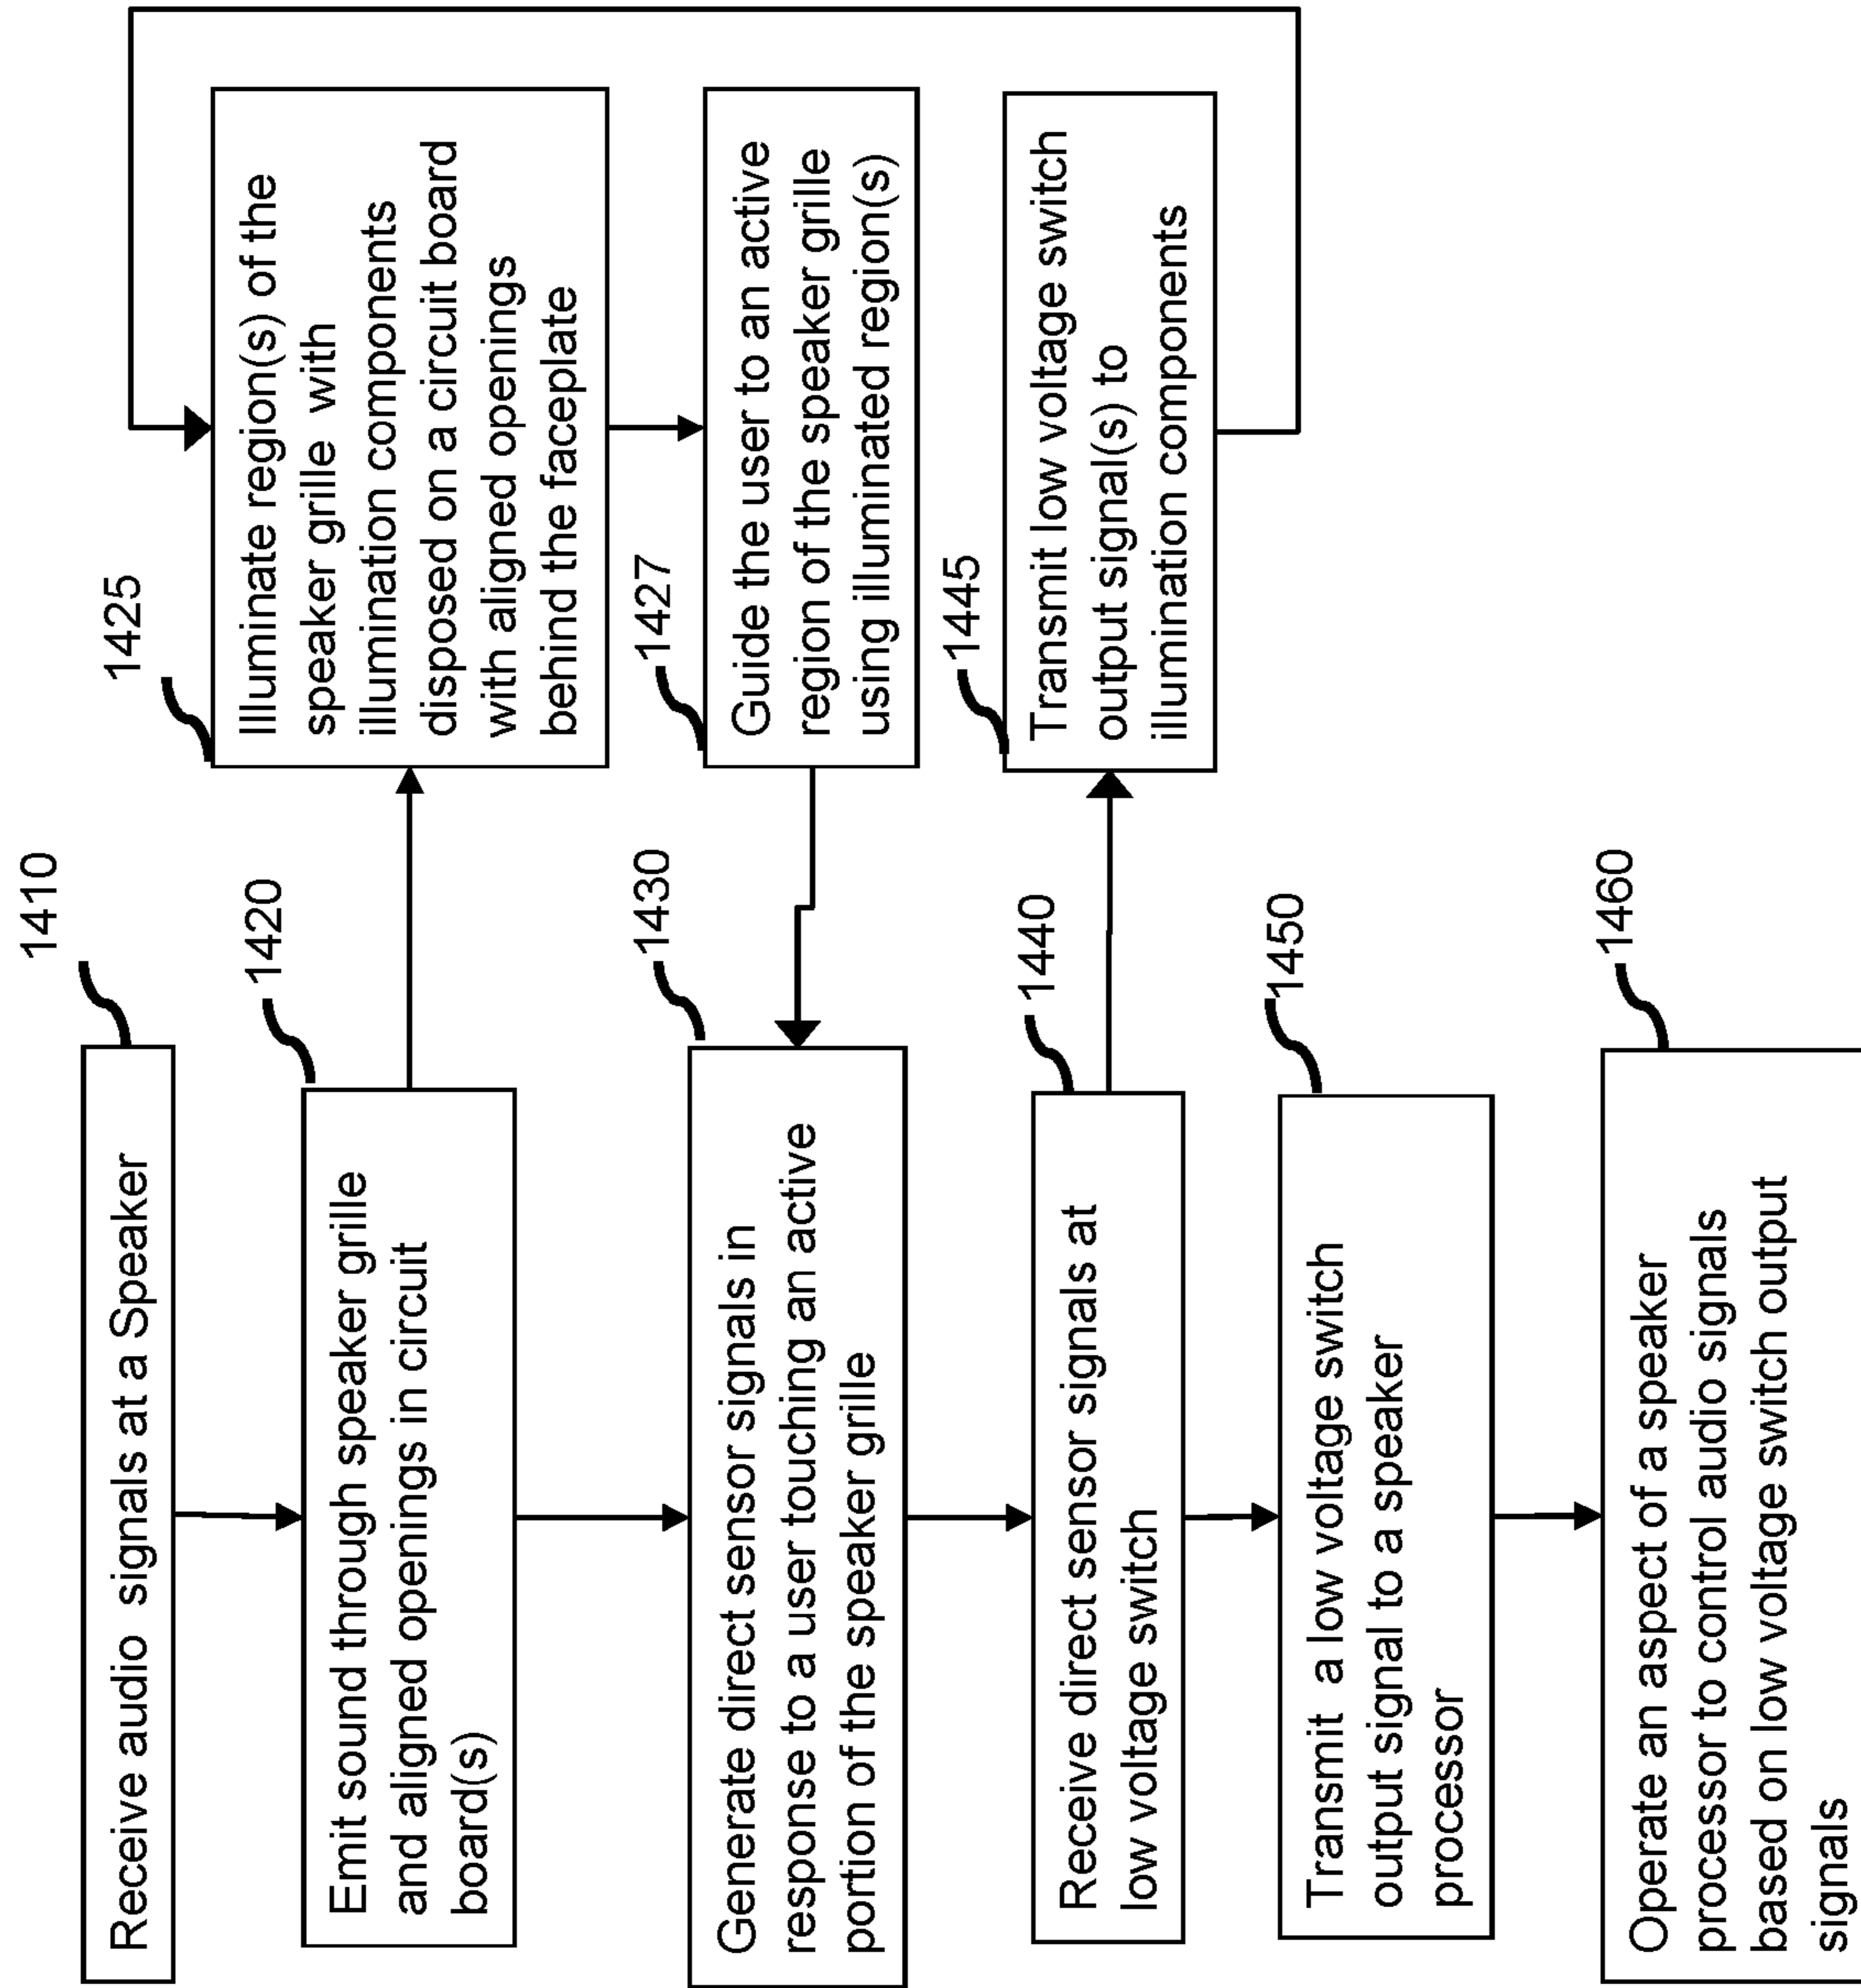 1410
Receive audio signals at a Speaker
1420
Emit sound through speaker grille
and aligned openings in circuit
board(s)
1425
Illuminate region(s) of the
speaker grille with
illumination components
disposed on a circuit board
with aligned openings
behind the faceplate
1427
Guide the user to an active
region of the speaker grille
using illuminated region(s)
1430
Generate direct sensor signals in
response to a user touching an active
portion of the speaker grille
1440
Receive direct sensor signals at
low voltage switch
1445
Transmit low voltage switch
output signal(s) to
illumination components
1450
Transmit a low voltage switch
output signal to a speaker
processor
1460
Operate an aspect of a speaker
processor to control audio signals
based on low voltage switch output
signals